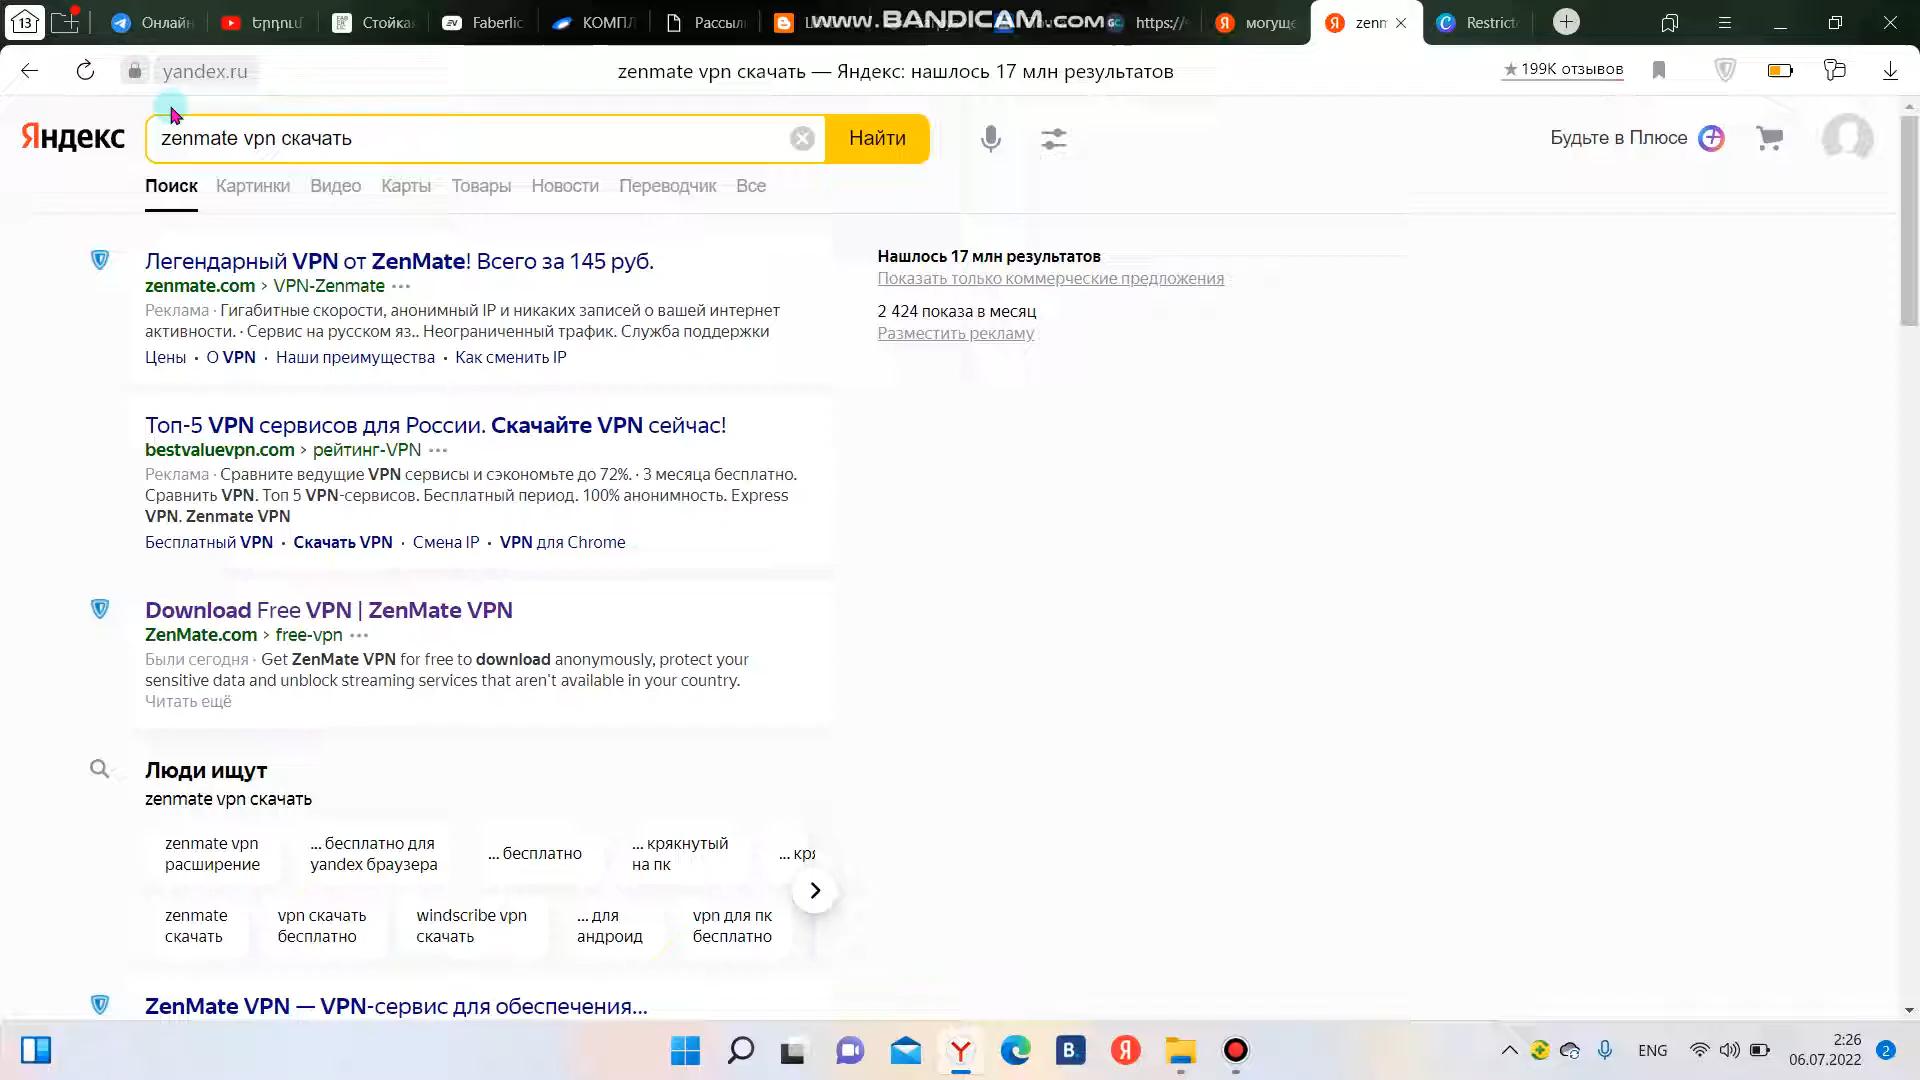 13
Онлайн
Երդու
Стойка
Faberlic
КОМПЛ
Рассыл
www.BANDICAM.com
https://
могуще
zenm
Restrict
yandex.ru
zenmate vpn скачать — Яндекс: нашлось 17 млн результатов
★ 199K отзывов
Яндекс
zenmate vpn скачать
Найти
Будьте в Плюсе
Поиск Картинки Видео Карты Товары Новости Переводчик Все
Легендарный VPN от ZenMate! Всего за 145 руб.
zenmate.com › VPN-Zenmate
Реклама · Гигабитные скорости, анонимный IP и никаких записей о вашей интернет
активности. · Сервис на русском яз.. Неограниченный трафик. Служба поддержки
Цены · О VPN · Наши преимущества · Как сменить IP
Нашлось 17 млн результатов
Показать только коммерческие предложения
2 424 показа в месяц
Разместить рекламу
Топ-5 VPN сервисов для России. Скачайте VPN сейчас!
bestvaluevpn.com › рейтинг-VPN
Реклама · Сравните ведущие VPN сервисы и сэкономьте до 72%. · 3 месяца бесплатно.
Сравнить VPN. Топ 5 VPN-сервисов. Бесплатный период. 100% анонимность. Express
VPN. Zenmate VPN
Бесплатный VPN · Скачать VPN · Смена IP · VPN для Chrome
Download Free VPN | ZenMate VPN
ZenMate.com › free-vpn
Были сегодня · Get ZenMate VPN for free to download anonymously, protect your
sensitive data and unblock streaming services that aren't available in your country.
Читать ещё
Люди ищут
zenmate vpn скачать
zenmate vpn
расширение
... бесплатно для
yandex браузера
... бесплатно
... крякнутый
на пк
... кря
zenmate
скачать
vpn скачать
бесплатно
windscribe vpn
скачать
... для
андроид
vpn для пк
бесплатно
ZenMate VPN — VPN-сервис для обеспечения...
ENG
2:26
06.07.2022
2